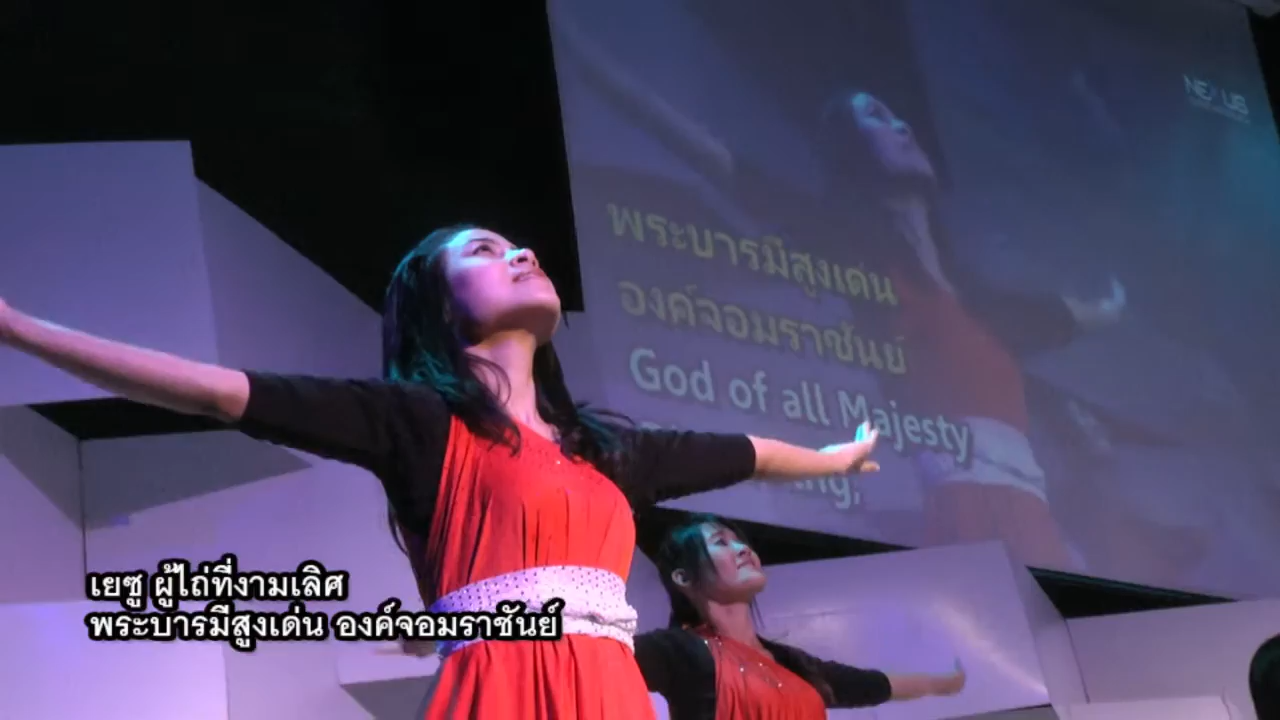 NEXUS
พระบารมีสูงเด่น
องค์จอมราชันย์
God of all Majesty
เยซู ผู้ไถ่ที่งามเลิศ
พระบารมีสูงเด่น องค์จอมราชันย์